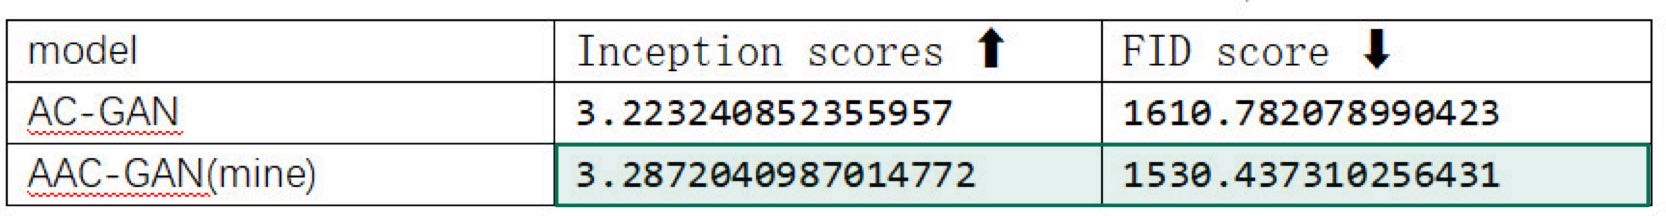 model Inception scores ⬆ FID score ⬇
AC-GAN 3.223240852355957 1610.782078990423
AAC-GAN(mine) 3.2872040987014772 1530.437310256431